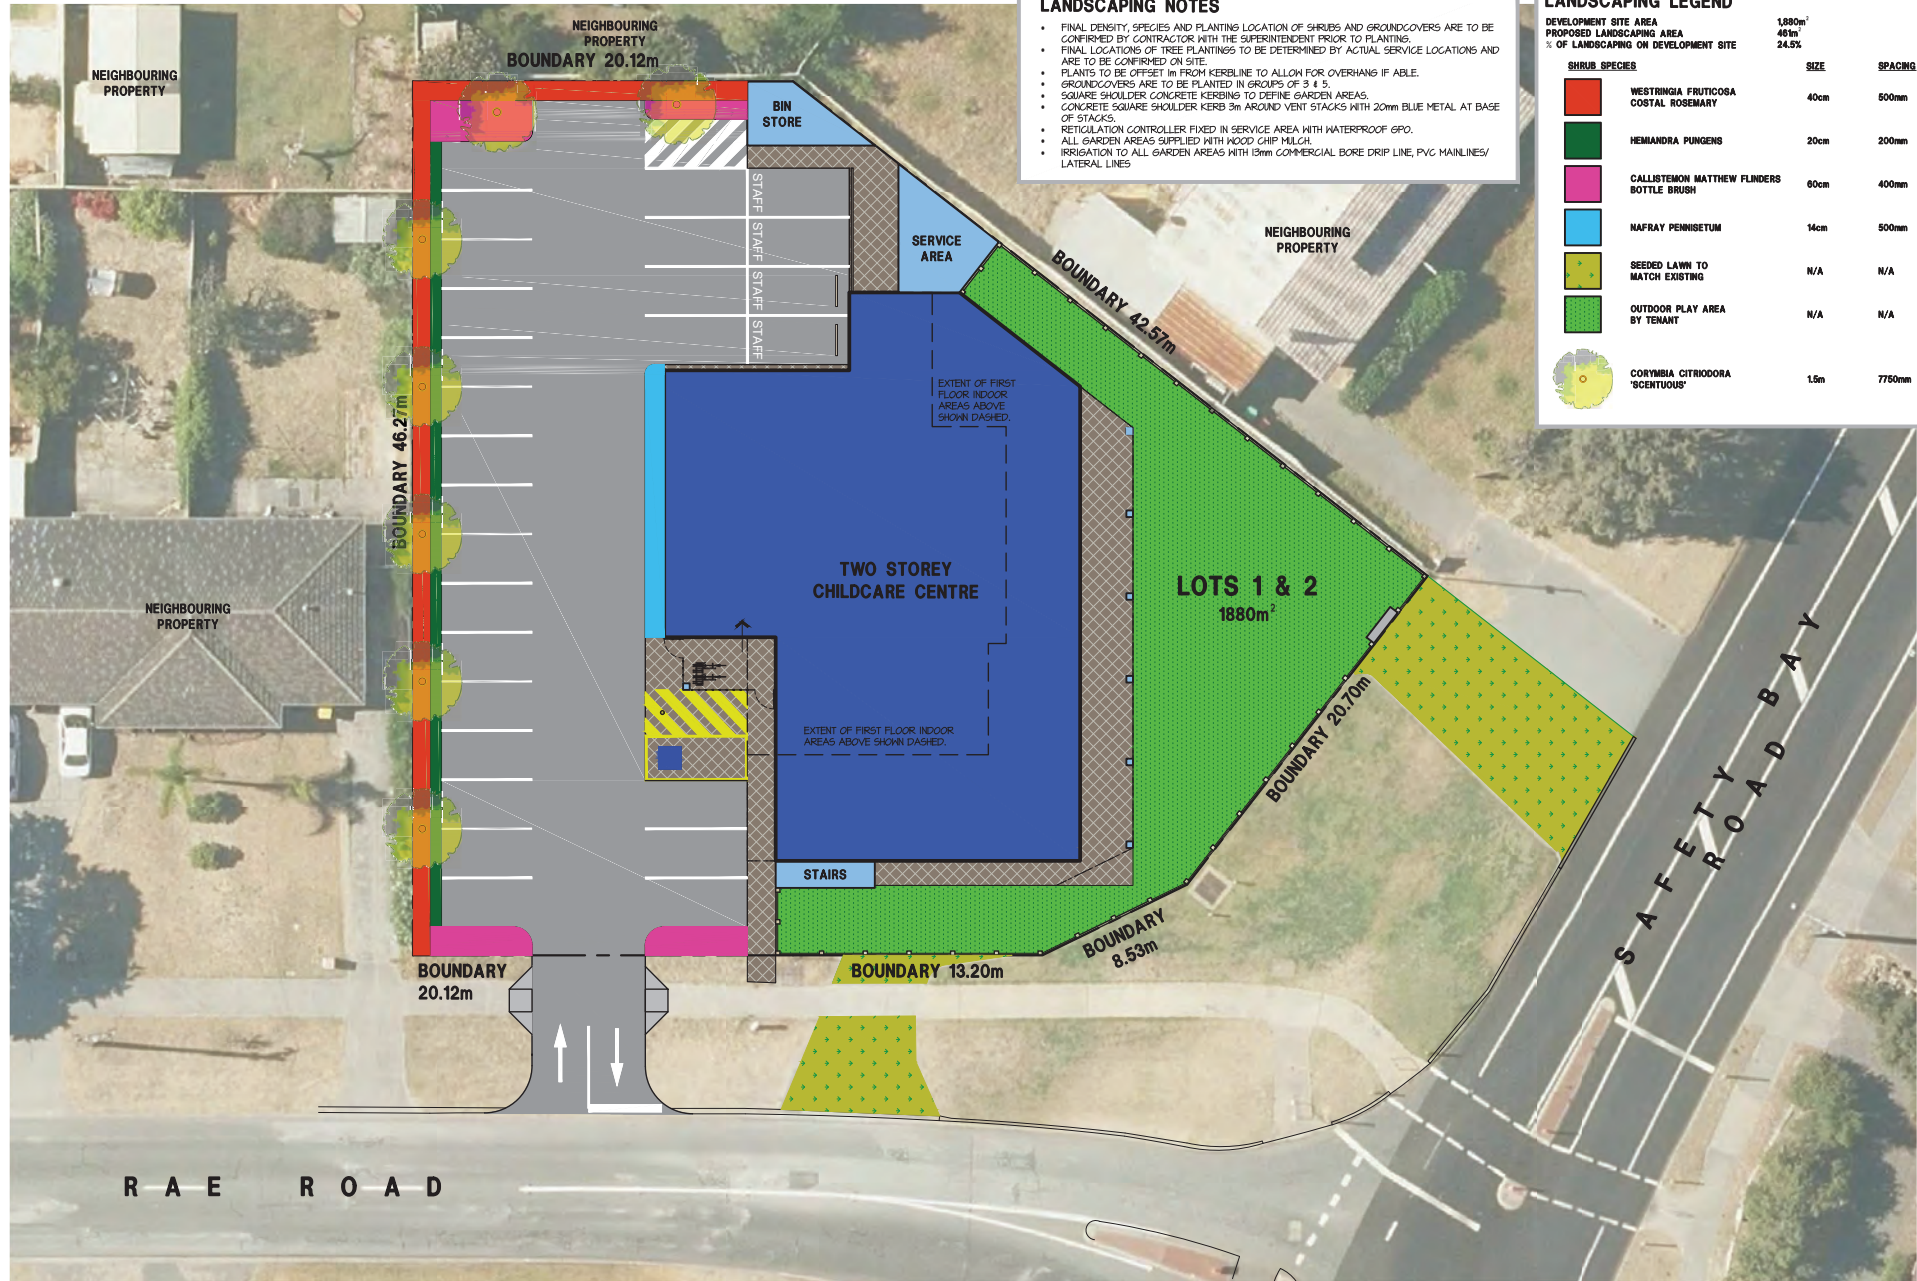 LANDSCAPING NOTES
• FINAL DENSITY, SPECIES AND PLANTING LOCATION OF SHRUBS AND GROUNDCOVERS ARE TO BE
CONFIRMED BY CONTRACTOR WITH THE SUPERINTENDENT PRIOR TO PLANTING.
• FINAL LOCATIONS OF TREE PLANTINGS TO BE DETERMINED BY ACTUAL SERVICE LOCATIONS AND
ARE TO BE CONFIRMED ON SITE.
• PLANTS TO BE OFFSET 1m FROM KERBLINE TO ALLOW FOR OVERHANG IF ABLE.
• GROUNDCOVERS ARE TO BE PLANTED IN GROUPS OF 3 & 5.
• SQUARE SHOULDER CONCRETE KERBING TO DEFINE GARDEN AREAS.
• CONCRETE SQUARE SHOULDER KERB 3m AROUND VENT STACKS WITH 20mm BLUE METAL AT BASE
OF STACKS.
• RETICULATION CONTROLLER FIXED IN SERVICE AREA WITH WATERPROOF GPO.
• ALL GARDEN AREAS SUPPLIED WITH WOOD CHIP MULCH.
• IRRIGATION TO ALL GARDEN AREAS WITH 13mm COMMERCIAL BORE DRIP LINE, PVC MAINLINES/
LATERAL LINES
LANDSCAPING LEGEND
DEVELOPMENT SITE AREA 1,880m²
PROPOSED LANDSCAPING AREA 461m²
% OF LANDSCAPING ON DEVELOPMENT SITE 24.5%
SHRUB SPECIES SIZE SPACING
WESTRINGIA FRUTICOSA
COSTAL ROSEMARY 40cm 500mm
HEMIANDRA PUNGENS 20cm 200mm
CALLISTEMON MATTHEW FLINDERS
BOTTLE BRUSH 60cm 400mm
NAFRAY PENNISETUM 14cm 500mm
SEEDED LAWN TO
MATCH EXISTING N/A N/A
OUTDOOR PLAY AREA
BY TENANT N/A N/A
CORYMBIA CITRIODORA
'SCENTUOUS' 1.5m 7750mm
NEIGHBOURING
PROPERTY
NEIGHBOURING
PROPERTY
BOUNDARY 20.12m
BIN
STORE
STAFF
STAFF
STAFF
STAFF
SERVICE
AREA
NEIGHBOURING
PROPERTY
BOUNDARY 42.57m
EXTENT OF FIRST
FLOOR INDOOR
AREAS ABOVE
SHOWN DASHED.
BOUNDARY 46.27m
TWO STOREY
CHILDCARE CENTRE
LOTS 1 & 2
1880m²
NEIGHBOURING
PROPERTY
EXTENT OF FIRST FLOOR INDOOR
AREAS ABOVE SHOWN DASHED.
BOUNDARY 20.70m
STAIRS
BOUNDARY
8.53m
BOUNDARY 13.20m
BOUNDARY
20.12m
SAFETY BAY
ROAD
RAE ROAD